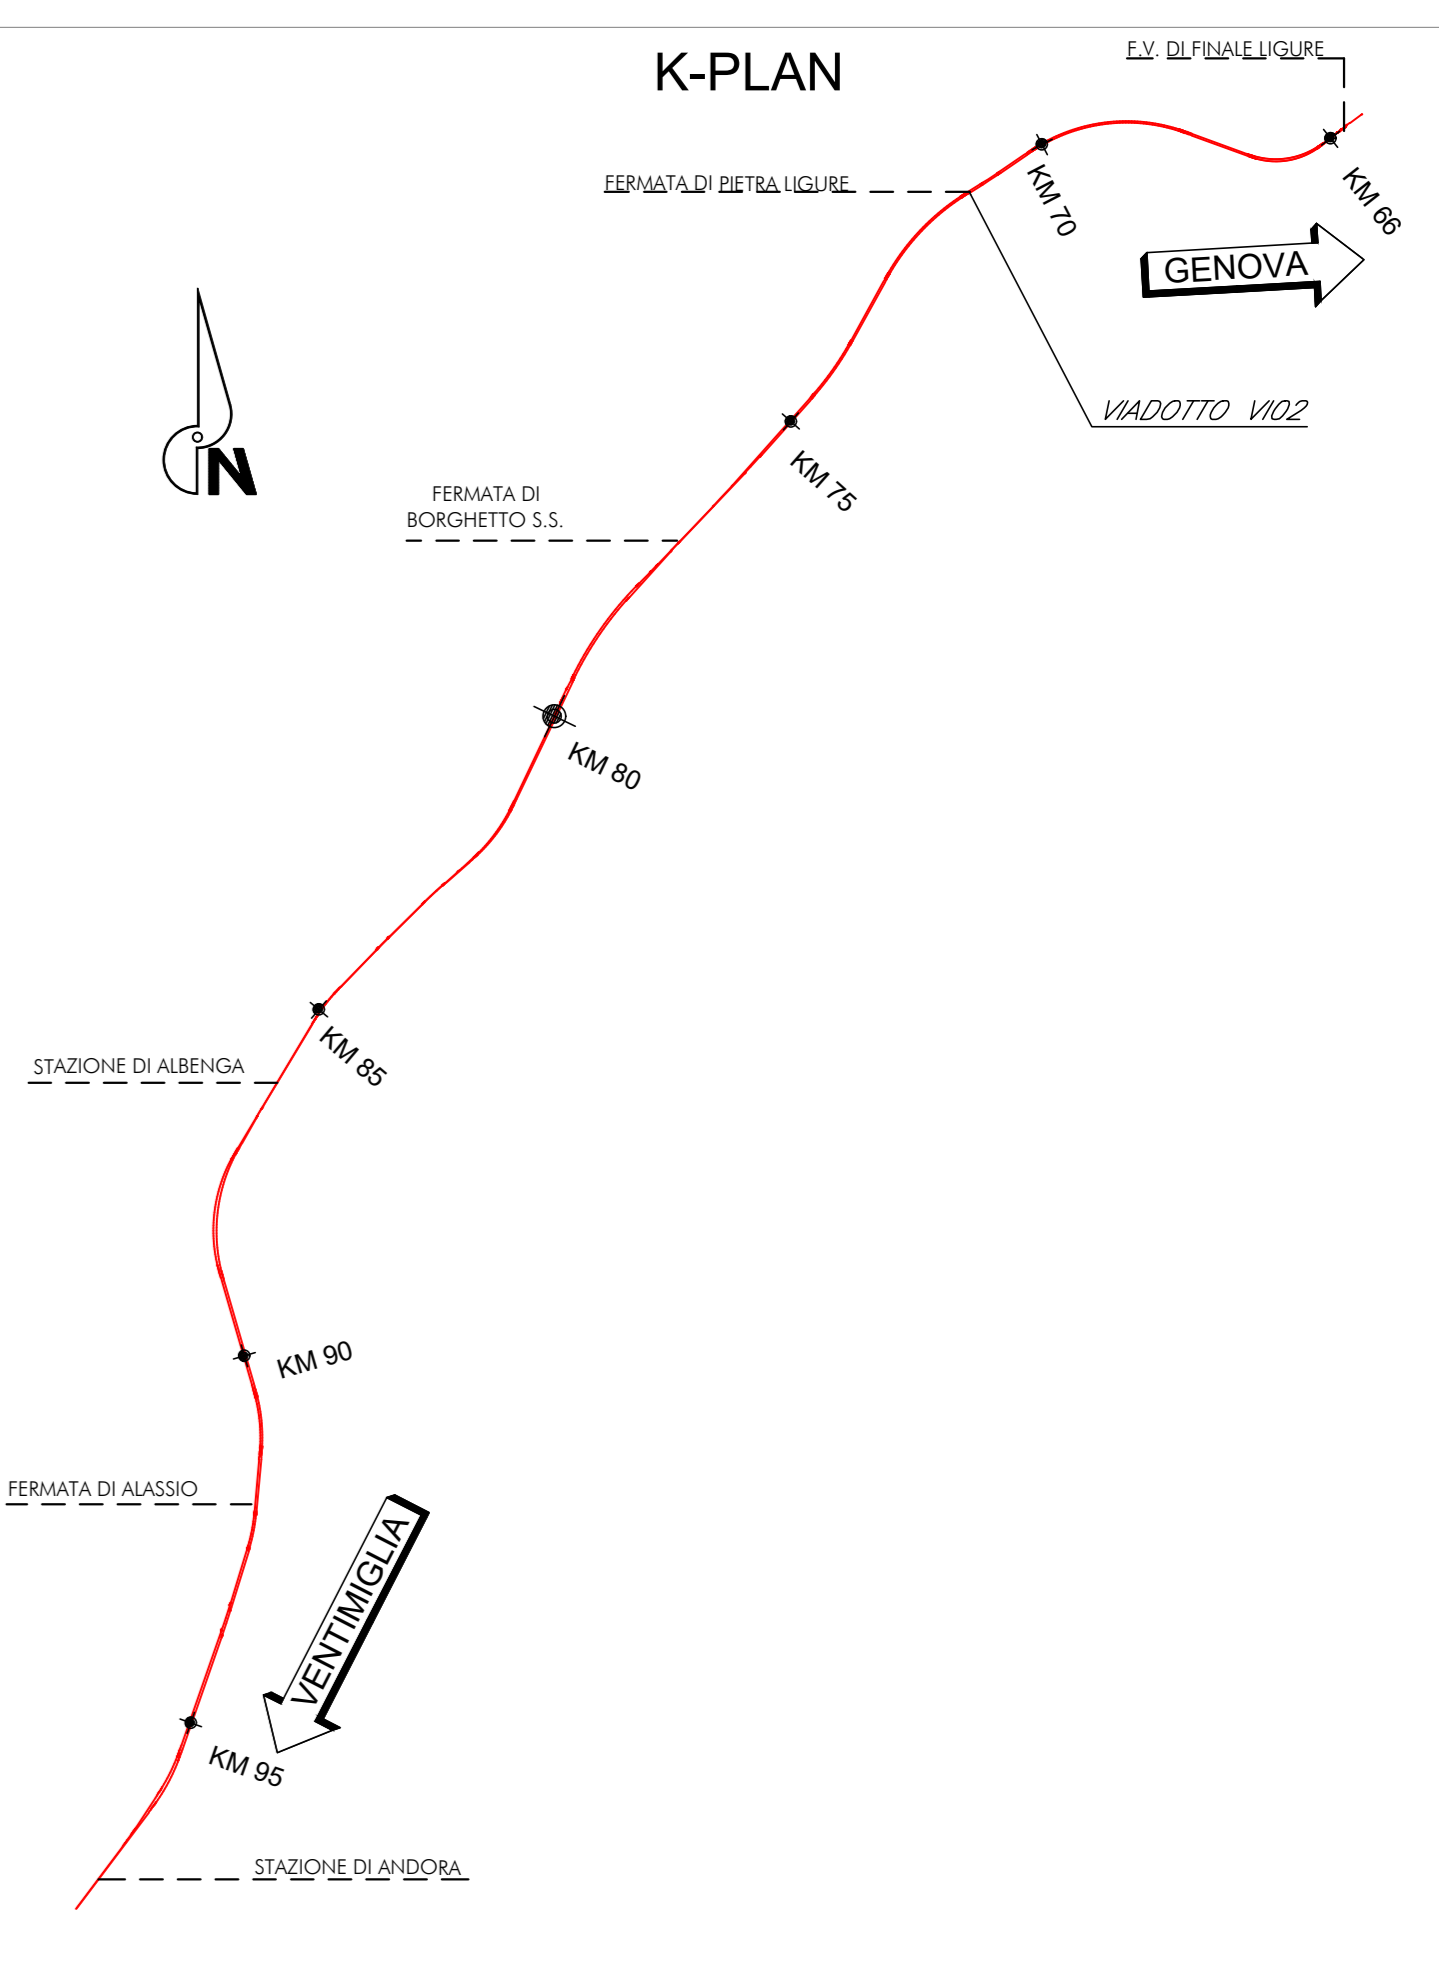 K-PLAN
F.V. DI FINALE LIGURE
FERMATA DI PIETRA LIGURE
KM 70
KM 66
GENOVA
VIADOTTO VI02
N
KM 75
FERMATA DI
BORGHETTO S.S.
KM 80
KM 85
STAZIONE DI ALBENGA
KM 90
FERMATA DI ALASSIO
VENTIMIGLIA
KM 95
STAZIONE DI ANDORA